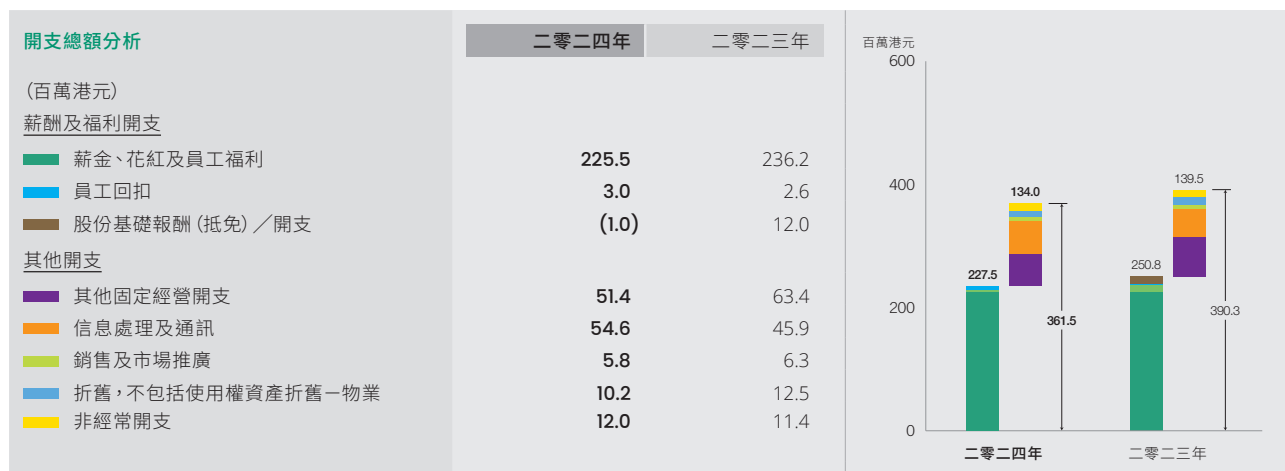 開支總額分析 二零二四年 二零二三年
(百萬港元)
薪酬及福利開支
薪金、花紅及員工福利 225.5 236.2
員工回扣 3.0 2.6
股份基礎報酬(抵免)╱開支 (1.0) 12.0
其他開支
其他固定經營開支 51.4 63.4
信息處理及通訊 54.6 45.9
銷售及市場推廣 5.8 6.3
折舊,不包括使用權資產折舊－物業 10.2 12.5
非經常開支 12.0 11.4
百萬港元
600
400
200
0
227.5
134.0
361.5
250.8
139.5
390.3
二零二四年 二零二三年